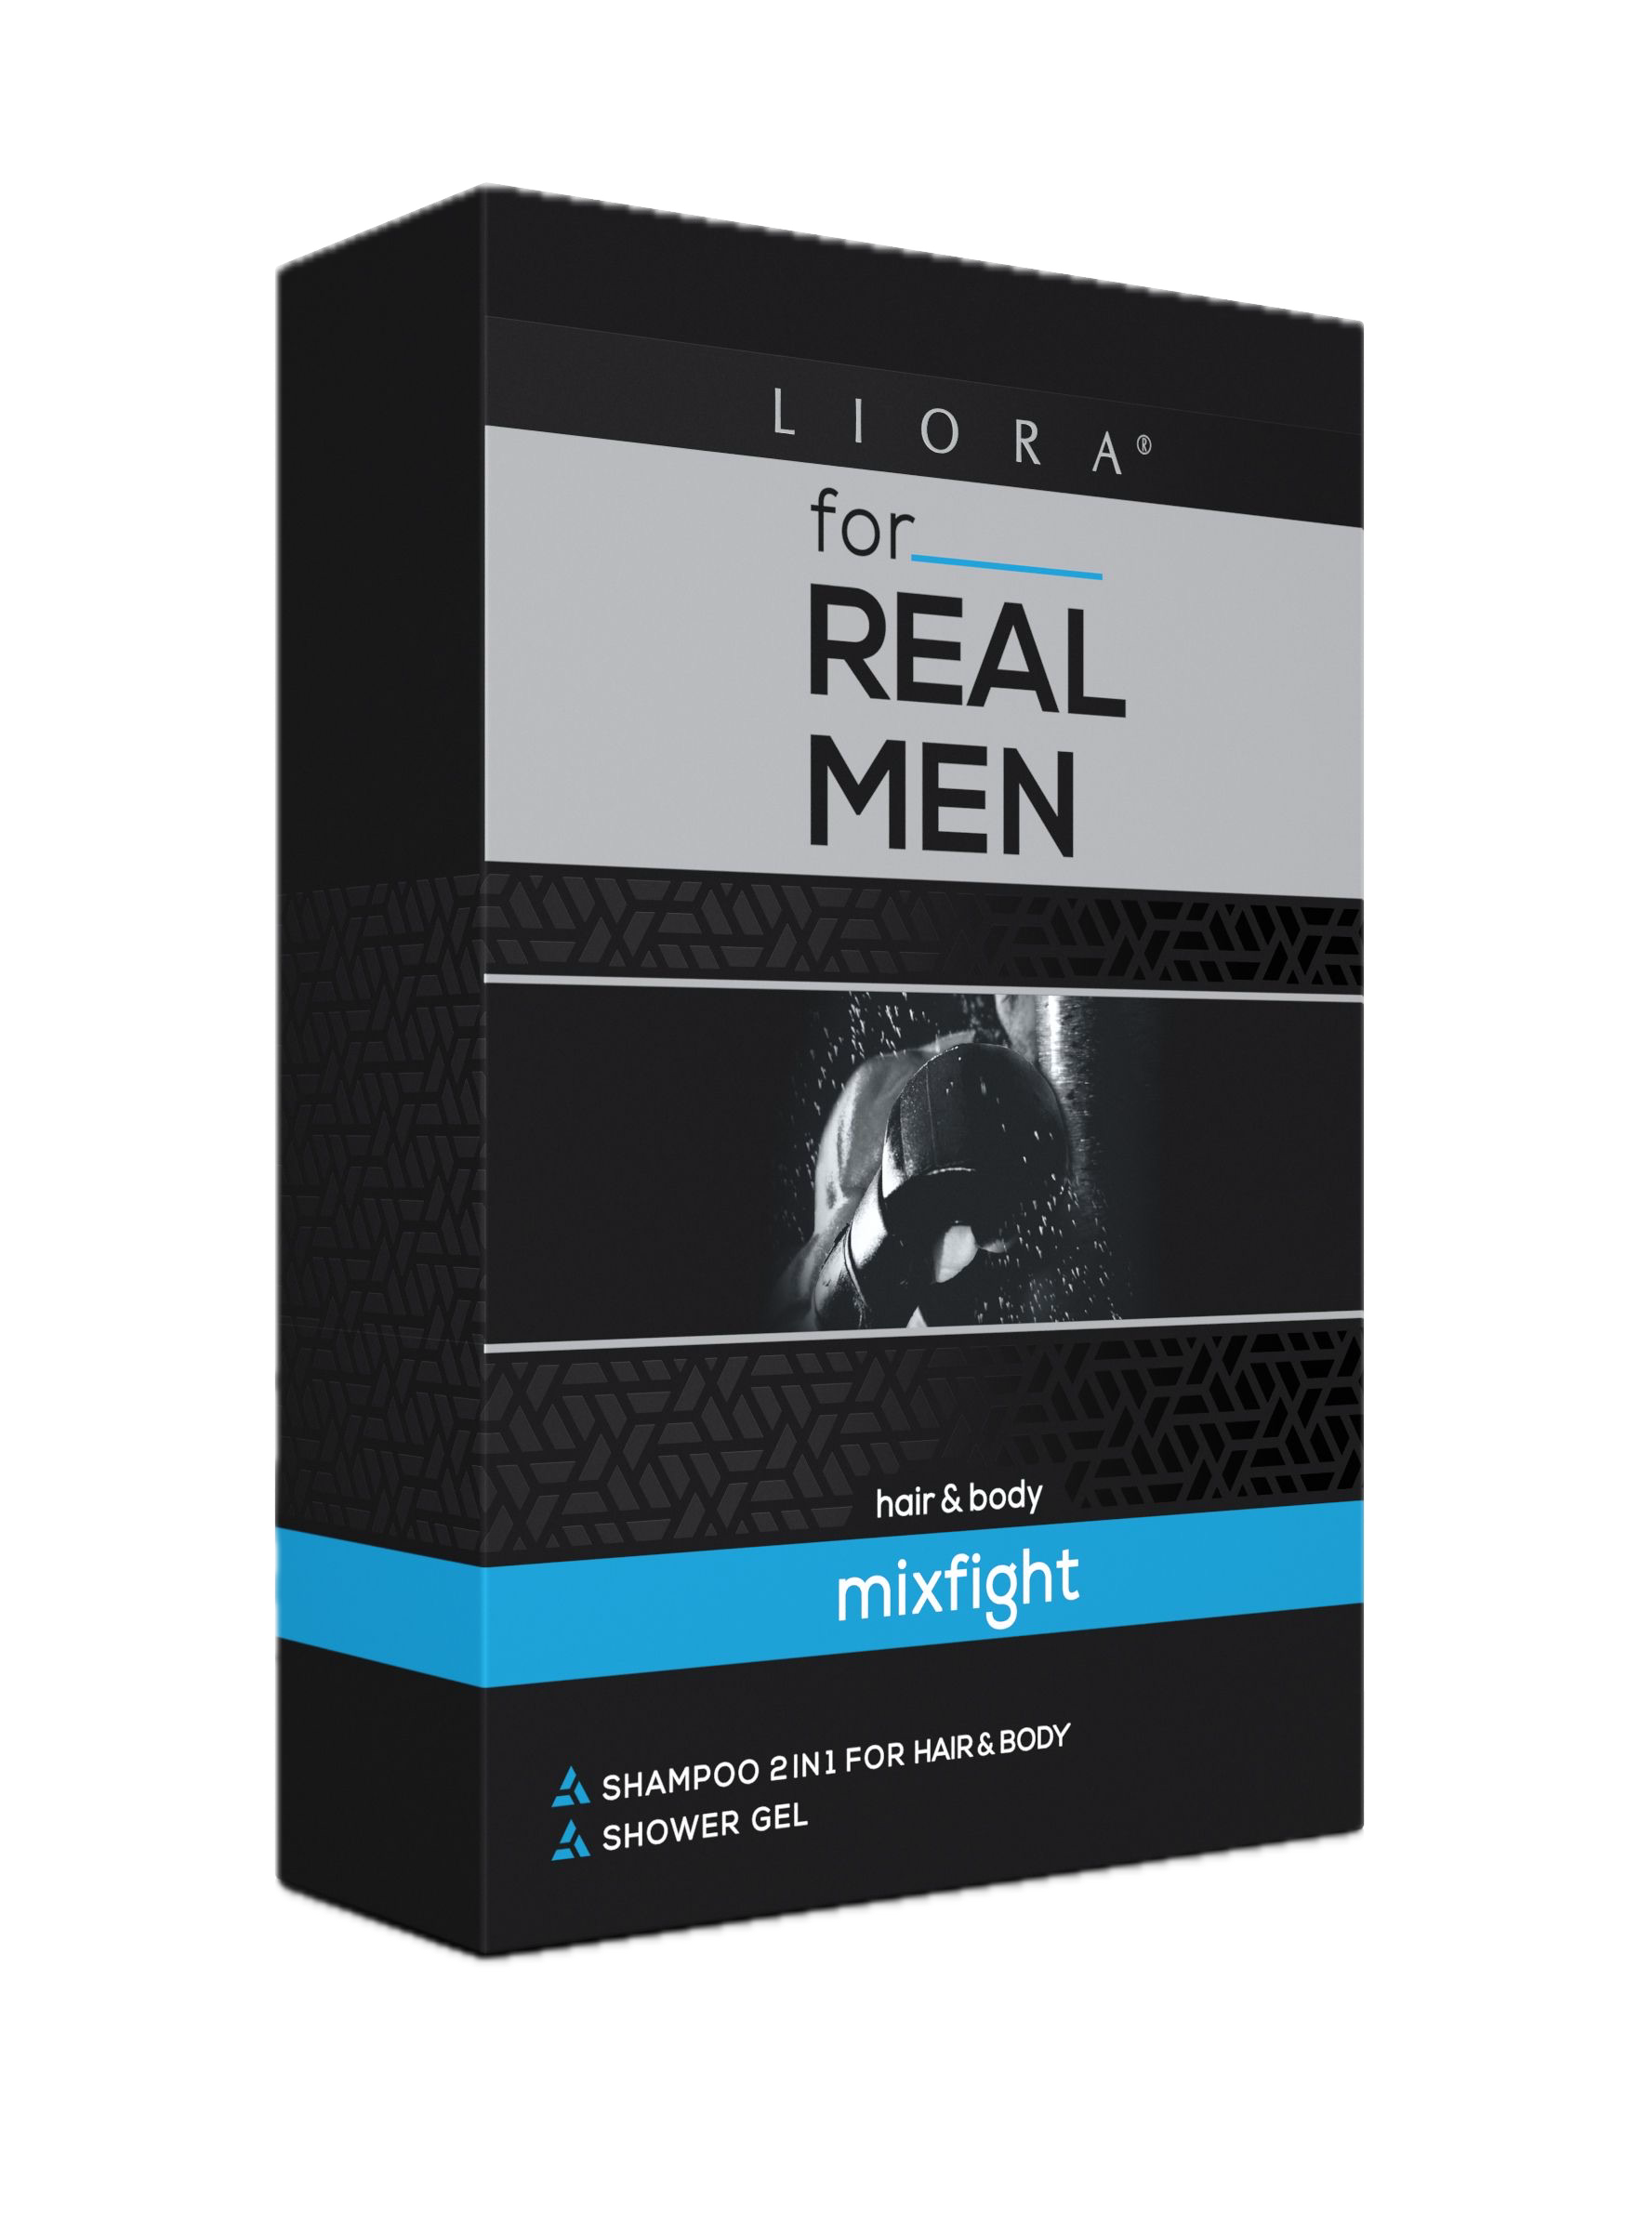 LIORA®
for
REAL
MEN
hair & body
mixfight
SHAMPOO 2IN1 FOR HAIR & BODY
SHOWER GEL